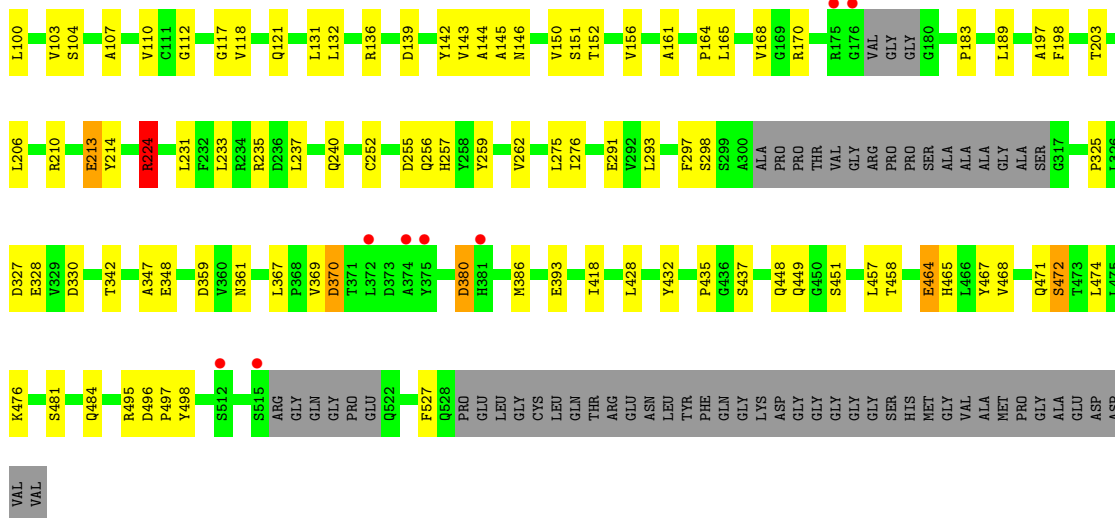 L100 V103 S104 A107 V110 C111 G112 G117 V118 Q121 L131 L132 R136 D139 Y142 V143 A144 A145 N146 V150 S151 T152 V156 A161 P164 L165 V168 G169 R170 R175 G176 VAL GLY GLY G180 P183 L189 A197 F198 T203
L206 R210 E213 Y214 R224 L231 F232 L233 R234 R235 D236 L237 Q240 C252 D255 Q256 H257 Y258 Y259 V262 L275 I276 E291 V292 L293 F297 S298 S299 A300 ALA PRO PRO THR VAL GLY ARG PRO PRO SER ALA ALA ALA GLY ALA SER G317 P325 L326
D327 E328 V329 D330 T342 A347 E348 D359 V360 N361 L367 P368 V369 D370 T371 L372 D373 A374 Y375 D380 H381 M386 E393 I418 L428 Y432 P435 G436 S437 Q448 Q449 G450 S451 L457 T458 E464 H465 L466 Y467 V468 Q471 S472 T473 L474 L475
K476 S481 Q484 R495 D496 P497 Y498 S512 S515 ARG GLY GLN GLY PRO GLU Q522 F527 Q528 PRO GLU LEU GLY CYS LEU GLN THR ARG GLU ASN LEU TYR PHE GLN GLY LYS ASP GLY GLY GLY GLY GLY SER HIS MET GLY VAL ALA MET PRO GLY ALA GLU ASP ASP
VAL VAL